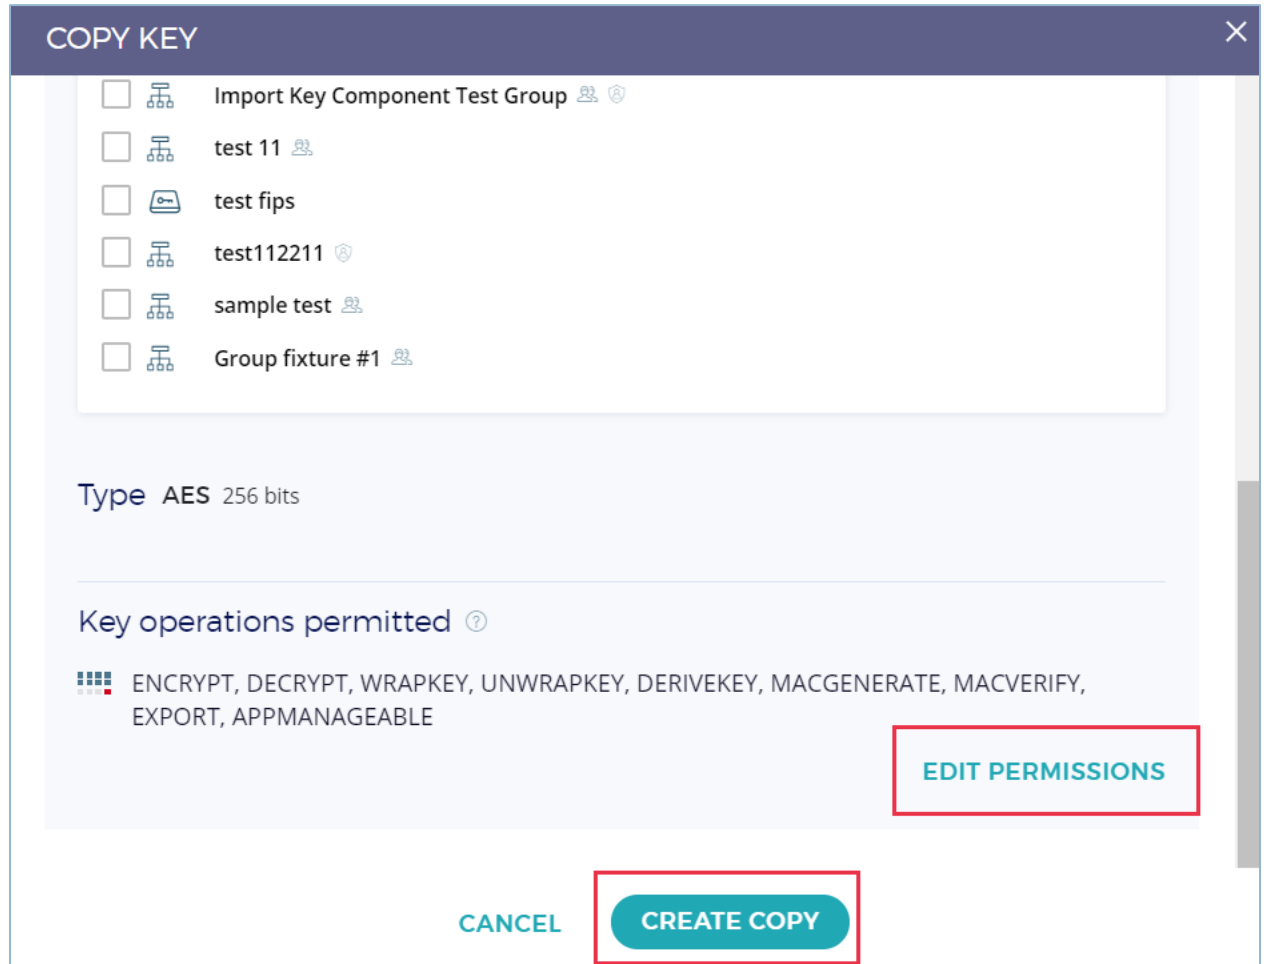 COPY KEY
Import Key Component Test Group
test 11
test fips
test112211
sample test
Group fixture #1
Type AES 256 bits
Key operations permitted ?
ENCRYPT, DECRYPT, WRAPKEY, UNWRAPKEY, DERIVEKEY, MACGENERATE, MACVERIFY,
EXPORT, APPMANAGEABLE
EDIT PERMISSIONS
CANCEL CREATE COPY